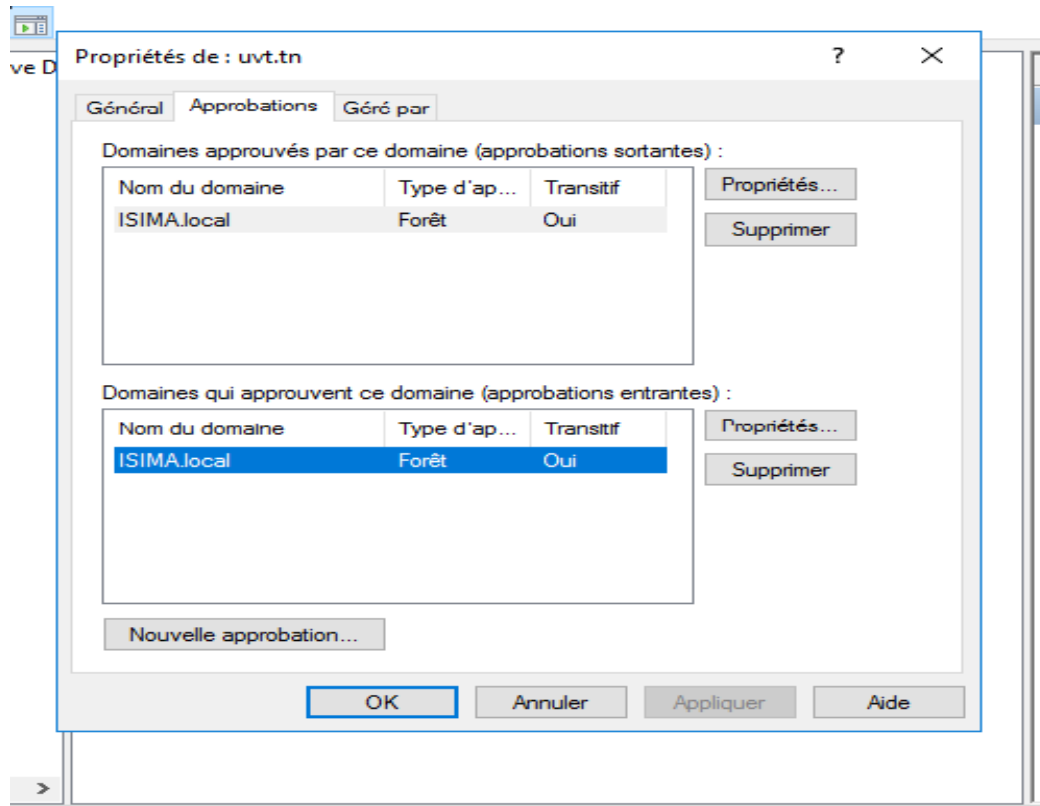 ve D
Propriétés de : uvt.tn ?
Général Approbations Géré par
Domaines approuvés par ce domaine (approbations sortantes) :
Nom du domaine Type d'ap... Transitif Propriétés...
ISIMA.local Forêt Oui
Supprimer
Domaines qui approuvent ce domaine (approbations entrantes) :
Nom du domaine Type d'ap... Transitif Propriétés...
ISIMA.local Forêt Oui
Supprimer
Nouvelle approbation...
OK Annuler Appliquer Aide